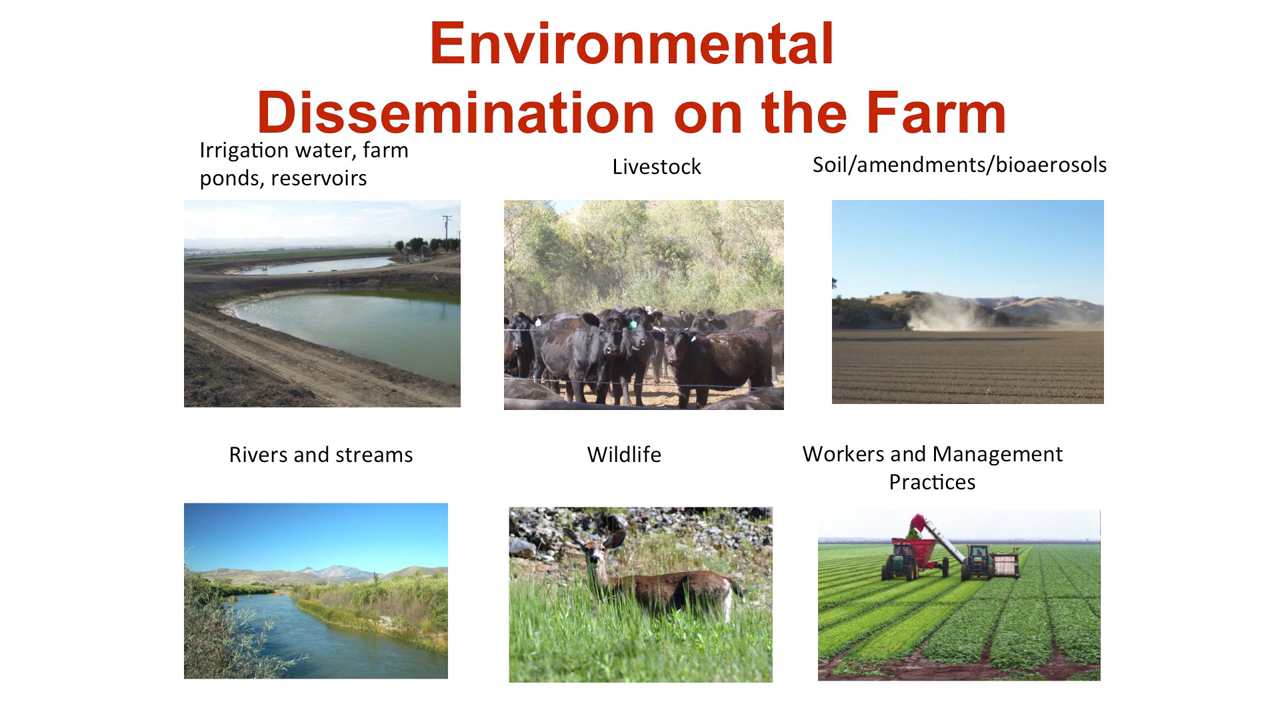 Environmental
Dissemination on the Farm
Irrigation water, farm
ponds, reservoirs
Livestock
Soil/amendments/bioaerosols
Rivers and streams
Wildlife
Workers and Management
Practices